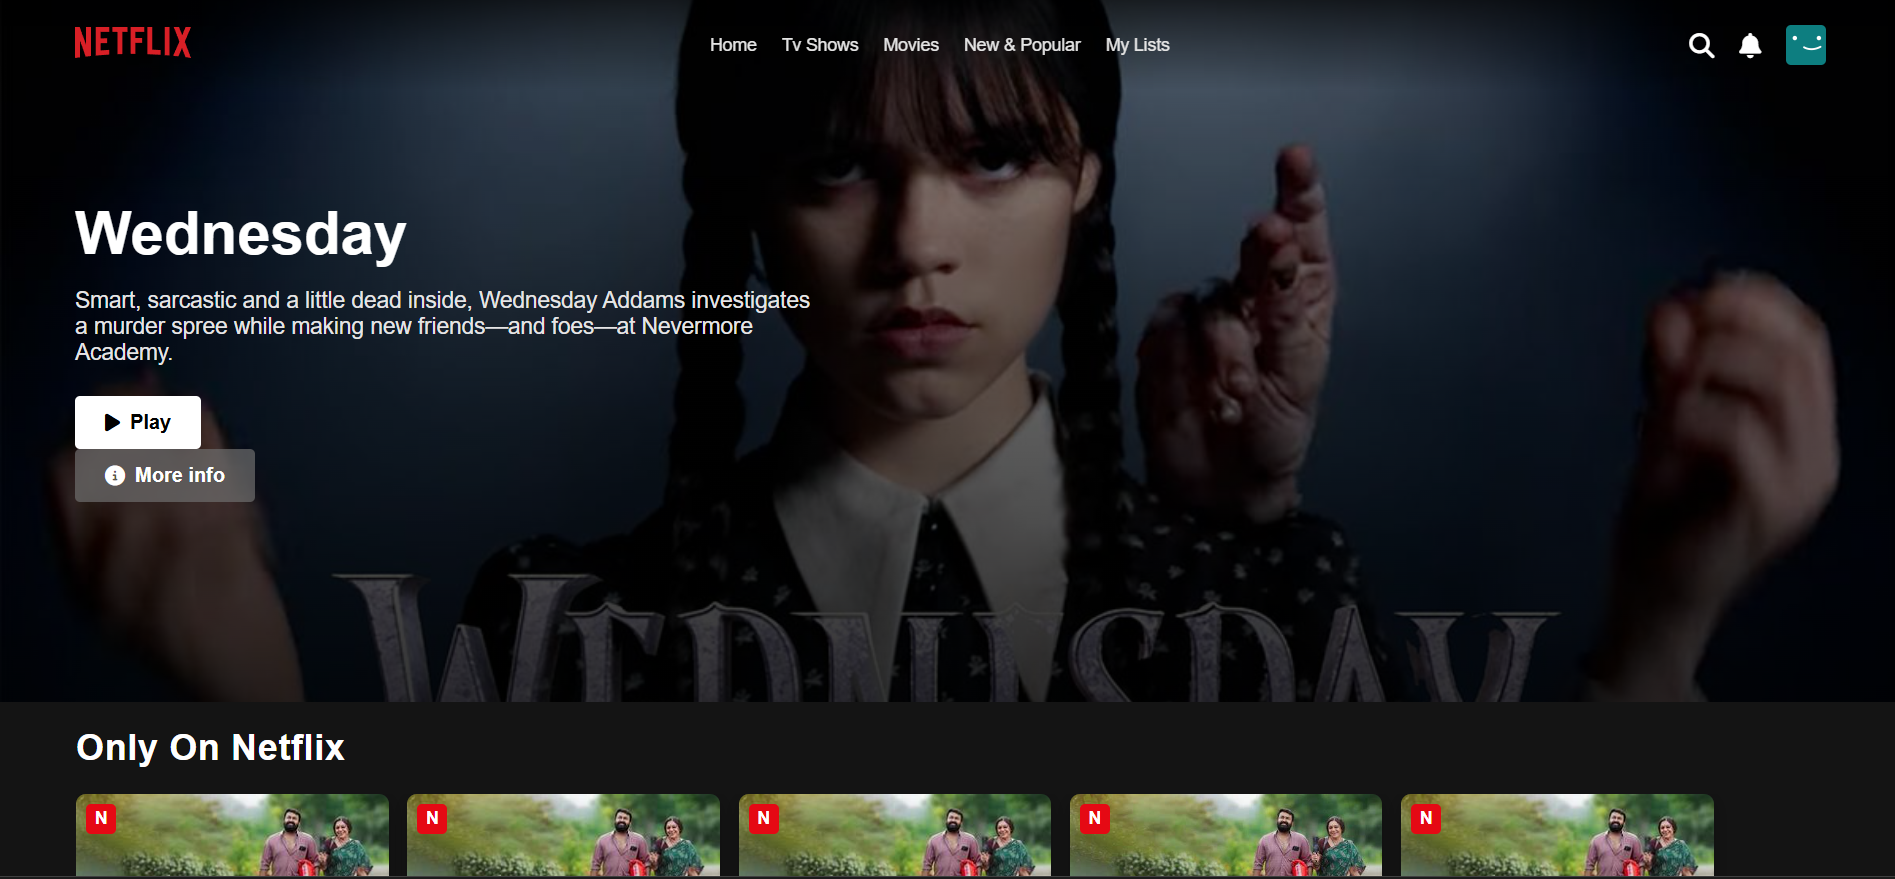 NETFLIX
Home Tv Shows Movies New & Popular My Lists
Wednesday
Smart, sarcastic and a little dead inside, Wednesday Addams investigates
a murder spree while making new friends—and foes—at Nevermore
Academy.
Play
More info
WEDNESDAY
Only On Netflix
N N N N N